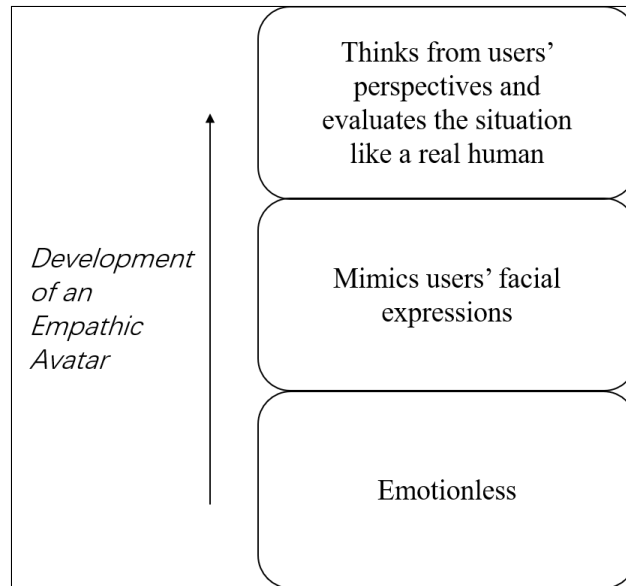 Thinks from users’
perspectives and
evaluates the situation
like a real human
Development
of an
Empathic
Avatar
Mimics users’ facial
expressions
Emotionless